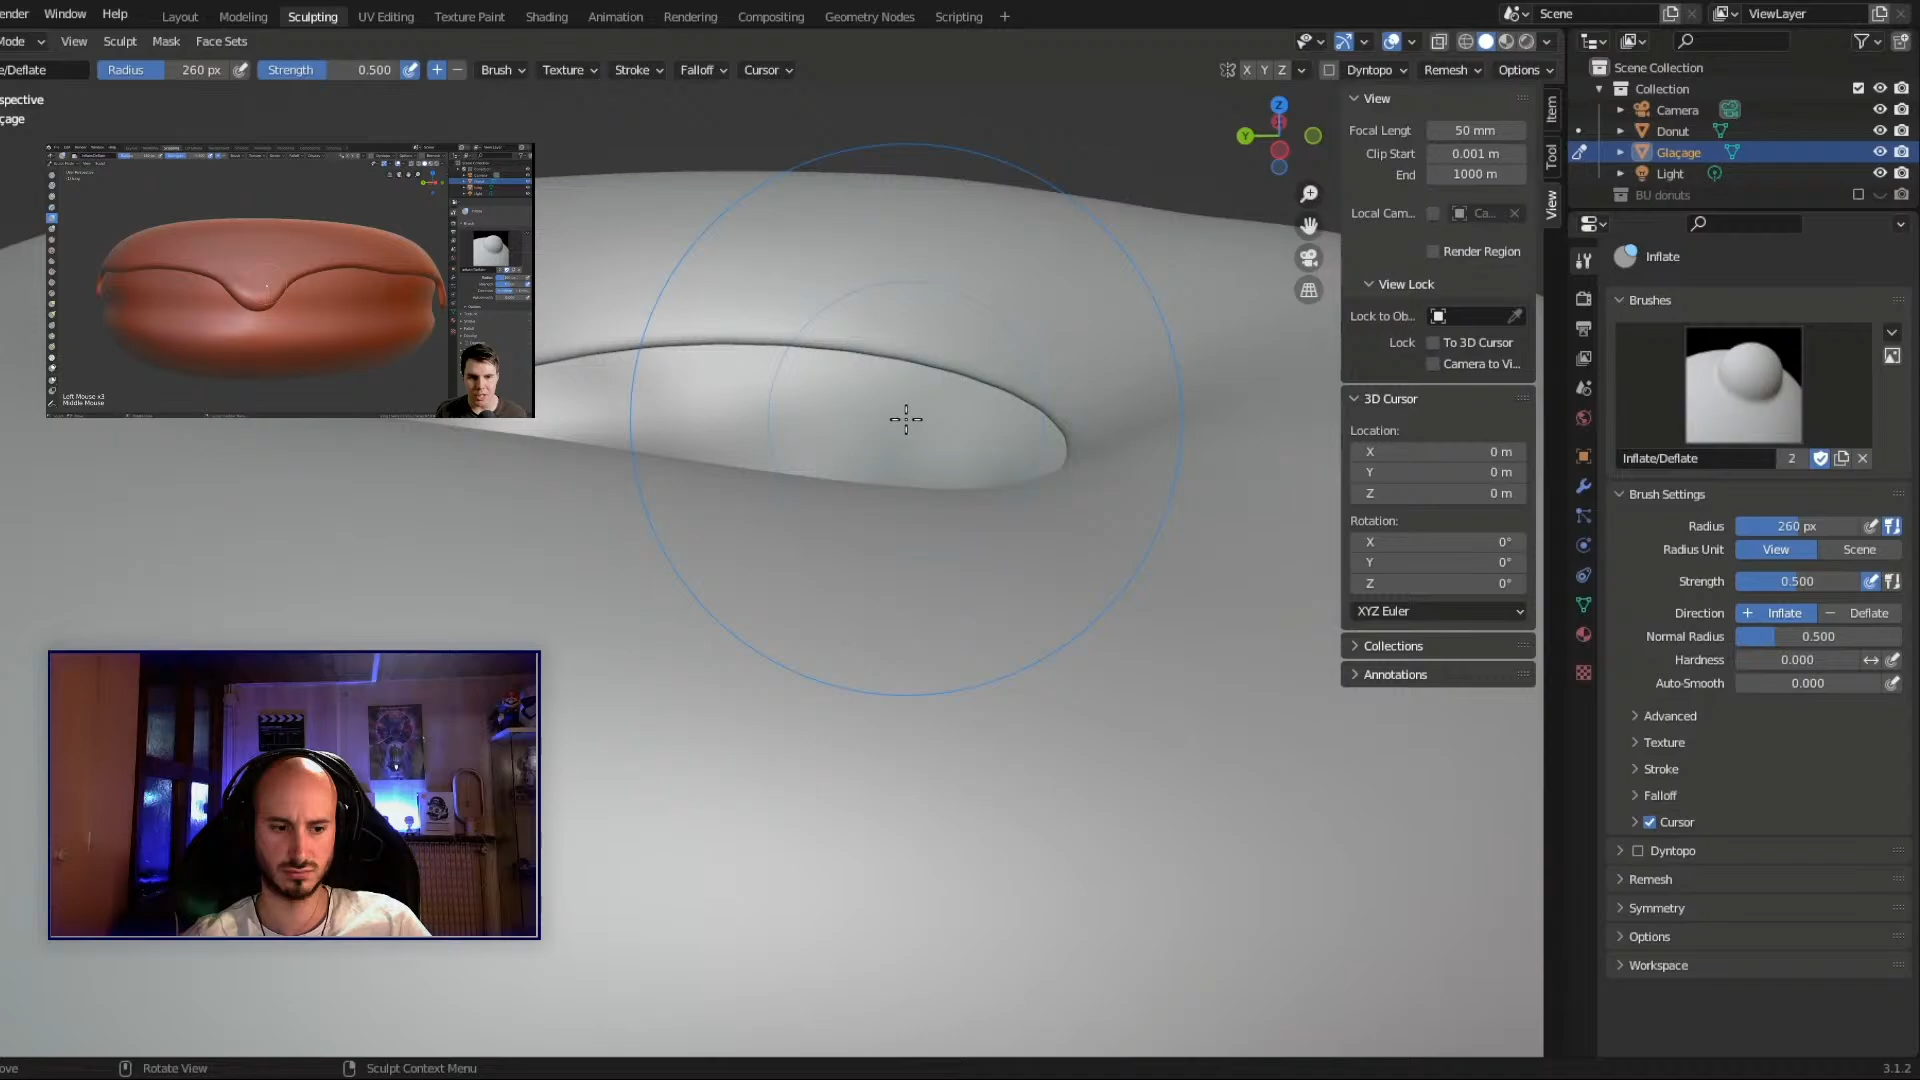 ender Window Help Layout Modeling Sculpting UV Editing Texture Paint Shading Animation Rendering Compositing Geometry Nodes Scripting + Scene ViewLayer
Mode View Sculpt Mask Face Sets
e/Deflate Radius 260 px Strength 0.500 + − Brush Texture Stroke Falloff Cursor X Y Z Dyntopo Remesh Options
spective
çage
Z
Y
View
Focal Lengt 50 mm
Clip Start 0.001 m
End 1000 m
Local Cam... Ca...
Render Region
View Lock
Lock to Ob...
Lock To 3D Cursor
Camera to Vi...
3D Cursor
Location:
X 0 m
Y 0 m
Z 0 m
Rotation:
X 0°
Y 0°
Z 0°
XYZ Euler
Collections
Annotations
Item
Tool
View
Scene Collection
Collection
Camera
Donut
Glaçage
Light
BU donuts
Inflate
Brushes
Inflate/Deflate 2
Brush Settings
Radius 260 px
Radius Unit View Scene
Strength 0.500
Direction + Inflate − Deflate
Normal Radius 0.500
Hardness 0.000
Auto-Smooth 0.000
Advanced
Texture
Stroke
Falloff
Cursor
Dyntopo
Remesh
Symmetry
Options
Workspace
Left Mouse x3
Middle Mouse
ove Rotate View Sculpt Context Menu 3.1.2